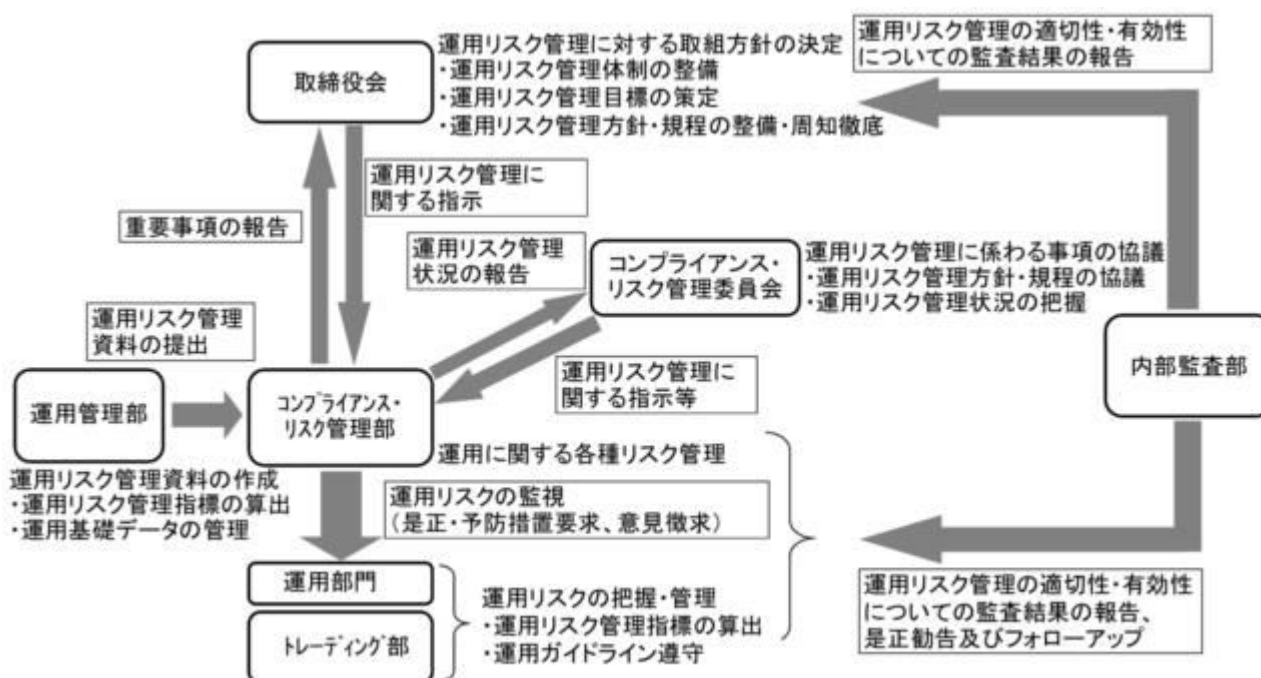 運用リスク管理に対する取組方針の決定
・運用リスク管理体制の整備
・運用リスク管理目標の策定
・運用リスク管理方針・規程の整備・周知徹底
取締役会
運用リスク管理の適切性・有効性
についての監査結果の報告
運用リスク管理に
関する指示
重要事項の報告
運用リスク管理
状況の報告
コンプライアンス・
リスク管理委員会
運用リスク管理に係わる事項の協議
・運用リスク管理方針・規程の協議
・運用リスク管理状況の把握
運用リスク管理
資料の提出
運用リスク管理に
関する指示等
内部監査部
運用管理部
コンプライアンス・
リスク管理部
運用に関する各種リスク管理
運用リスク管理資料の作成
・運用リスク管理指標の算出
・運用基礎データの管理
運用リスクの監視
(是正・予防措置要求、意見徴求)
運用部門
トレーディング部
運用リスクの把握・管理
・運用リスク管理指標の算出
・運用ガイドライン遵守
運用リスク管理の適切性・有効性
についての監査結果の報告、
是正勧告及びフォローアップ